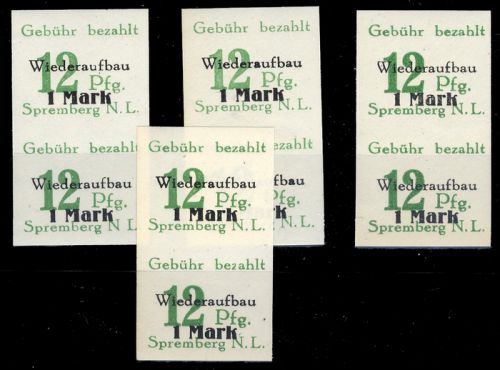 Gebühr bezahlt
Wiederaufbau
12 Pfg.
1 Mark
Spremberg N.L.
Gebühr bezahlt
Wiederaufbau
12 Pfg.
1 Mark
Spremberg N.L.
Gebühr bezahlt
Wiederaufbau
12 Pfg.
1 Mark
Spremberg N.L.
N.L.
Gebühr bezahlt
Wiederaufbau
12 Pfg.
1 Mark
Spremberg N.L.
Gebühr bezahlt
Wiederaufbau
12 Pfg.
1 Mark
Spremberg N.L.
Gebühr bezahlt
Wiederaufbau
12 Pfg.
1 Mark
Spremberg N.L.
Gebühr bezahlt
Wiederaufbau
12 Pfg.
1 Mark
Spremberg N.L.